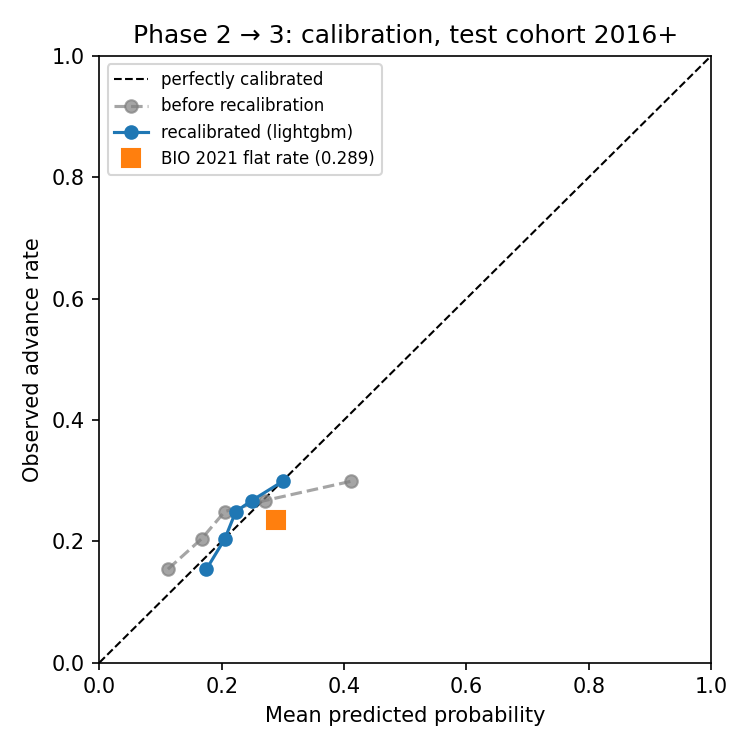 Phase 2 → 3: calibration, test cohort 2016+
perfectly calibrated
before recalibration
recalibrated (lightgbm)
BIO 2021 flat rate (0.289)
1.0
0.8
0.6
0.4
0.2
0.0
Observed advance rate
0.0 0.2 0.4 0.6 0.8 1.0
Mean predicted probability